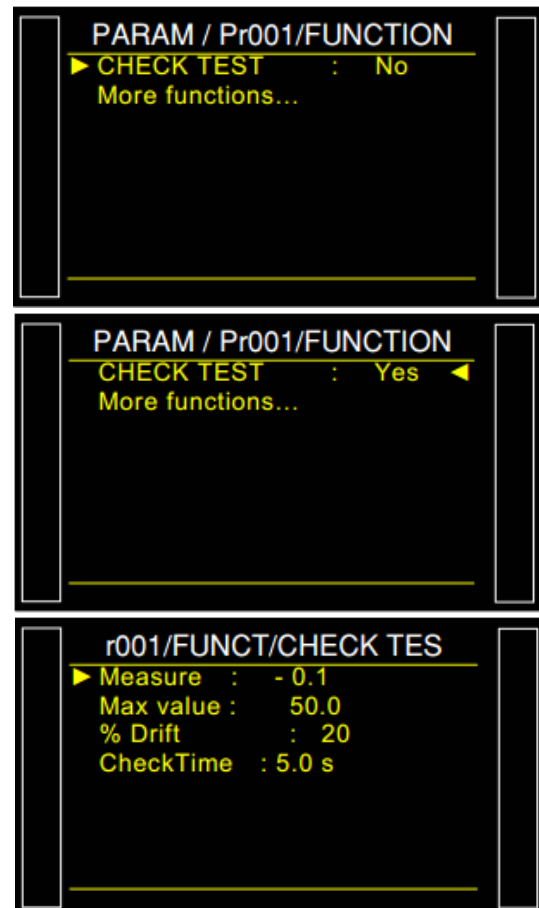 PARAM / Pr001/FUNCTION
CHECK TEST : No
More functions...
PARAM / Pr001/FUNCTION
CHECK TEST : Yes
More functions...
r001/FUNCT/CHECK TES
Measure : - 0.1
Max value : 50.0
% Drift : 20
CheckTime : 5.0 s